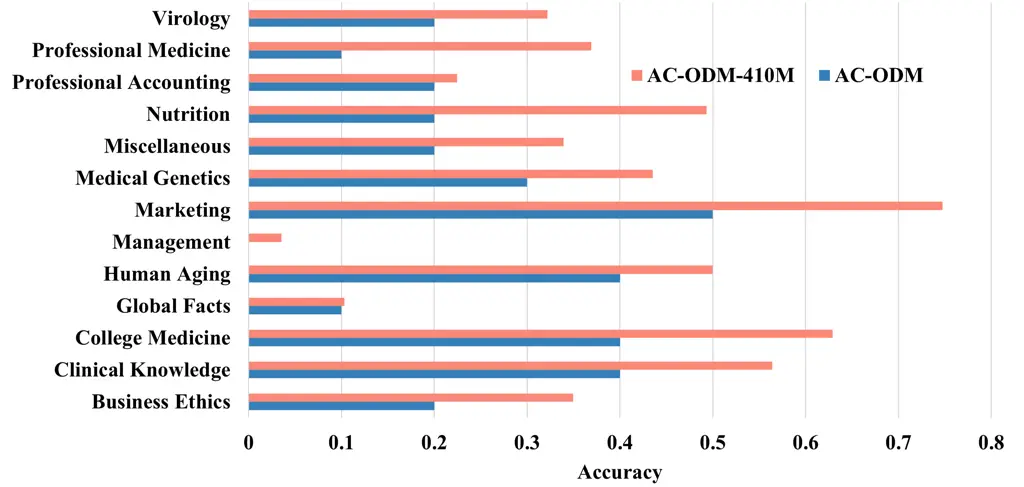 Virology
Professional Medicine
Professional Accounting
Nutrition
Miscellaneous
Medical Genetics
Marketing
Management
Human Aging
Global Facts
College Medicine
Clinical Knowledge
Business Ethics
AC-ODM-410M AC-ODM
0 0.1 0.2 0.3 0.4 0.5 0.6 0.7 0.8
Accuracy